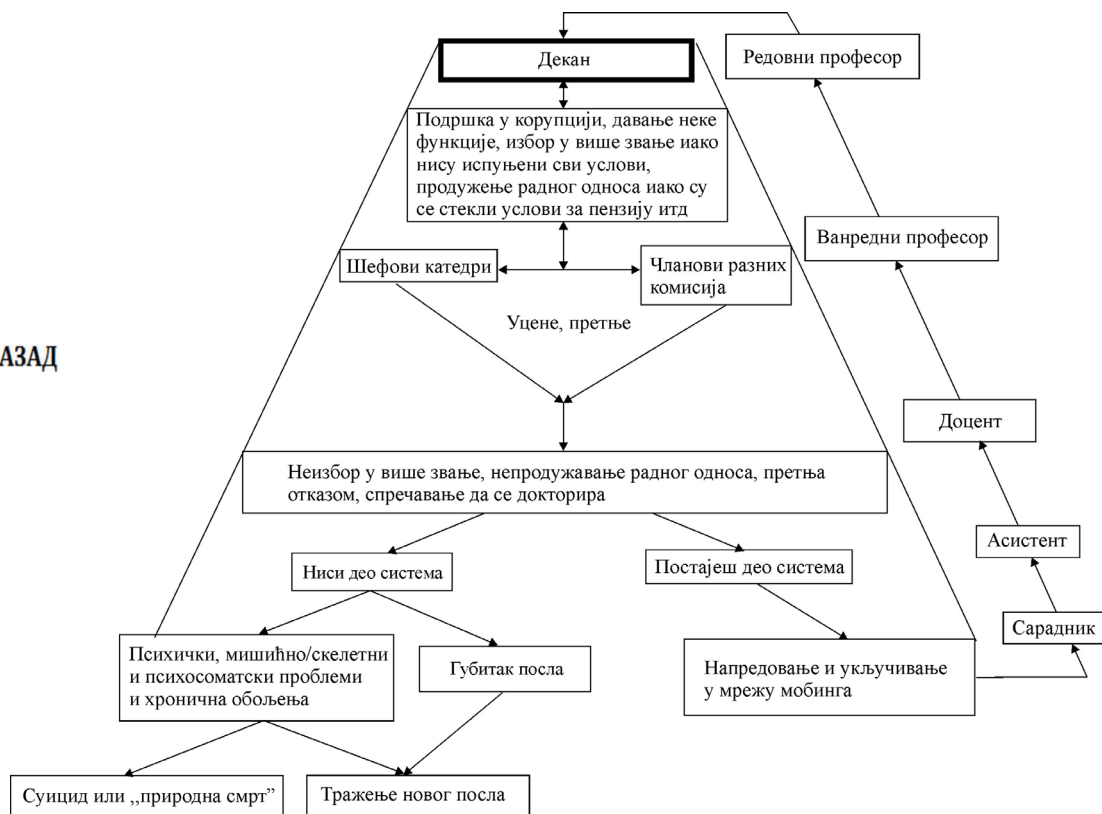 Декан
Редовни професор
Подршка у корупцији, давање неке
функције, избор у више звање иако
нису испуњени сви услови,
продужење радног односа иако су
се стекли услови за пензију итд
Ванредни професор
Шефови катедри
Чланови разних
комисија
Уцене, претње
АЗАД
Доцент
Неизбор у више звање, непродужавање радног односа, претња
отказом, спречавање да се докторира
Асистент
Ниси део система
Постајеш део система
Сарадник
Психички, мишићно/скелетни
и психосоматски проблеми
и хронична обољења
Губитак посла
Напредовање и укључивање
у мрежу мобинга
Суицид или ,,природна смрт”
Тражење новог посла